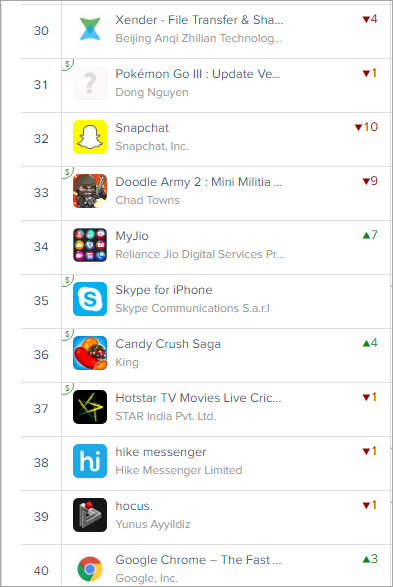 30
Xender - File Transfer & Sha...
▼4
Beijing Anqi Zhilian Technolog...
$
31
?
Pokémon Go III : Update Ve...
▼1
Dong Nguyen
32
Snapchat
▼10
Snapchat, Inc.
$
33
Doodle Army 2 : Mini Militia ...
▼9
Chad Towns
34
MyJio
▲7
Reliance Jio Digital Services Pr...
$
35
S
Skype for iPhone
▼1
Skype Communications S.a.r.l
$
36
Candy Crush Saga
▲4
King
$
37
Hotstar TV Movies Live Cric...
▼1
STAR India Pvt. Ltd.
38
hi
hike messenger
▼1
Hike Messenger Limited
39
hocus.
▼1
Yunus Ayyildiz
40
Google Chrome – The Fast ...
▲3
Google, Inc.